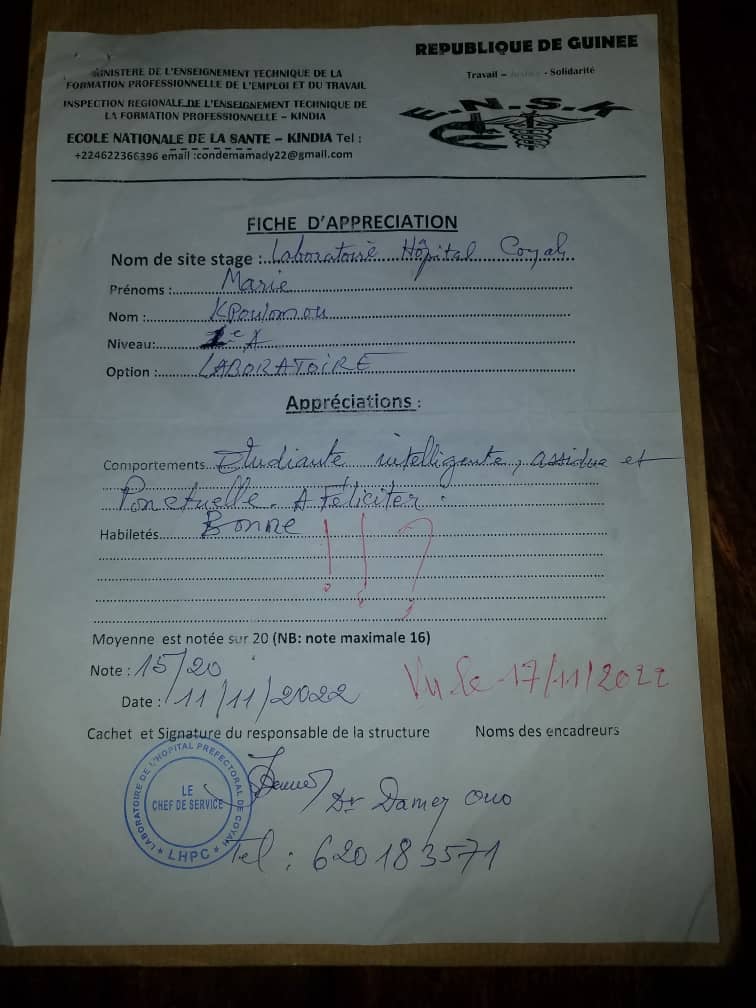 REPUBLIQUE DE GUINEE
Travail – Justice - Solidarité
MINISTERE DE L'ENSEIGNEMENT TECHNIQUE DE LA
FORMATION PROFESSIONNELLE DE L'EMPLOI ET DU TRAVAIL
INSPECTION REGIONALE DE L'ENSEIGNEMENT TECHNIQUE DE
LA FORMATION PROFESSIONNELLE – KINDIA
ECOLE NATIONALE DE LA SANTE – KINDIA Tel :
+224622366396 email :condemamady22@gmail.com
E.N.S.K
FICHE D'APPRECIATION
Nom de site stage : Laboratoire Hôpital Coyah
Prénoms : Marie
Nom : Kpoulomou
Niveau: 1e A
Option : LABORATOIRE
Appréciations :
Comportements Etudiante intelligente, assidue et
Ponctuelle. A Féliciter.
Habiletés Bonne !!?
Moyenne est notée sur 20 (NB: note maximale 16)
Note : 15/20
Date : 11/11/2022
Vu le 17/11/2022
Cachet et Signature du responsable de la structure Noms des encadreurs
LABORATOIRE DE L'HOPITAL PREFECTORAL DE COYAH
LE
CHEF DE SERVICE
LHPC
Dr Damey Ono
Tel : 620183571